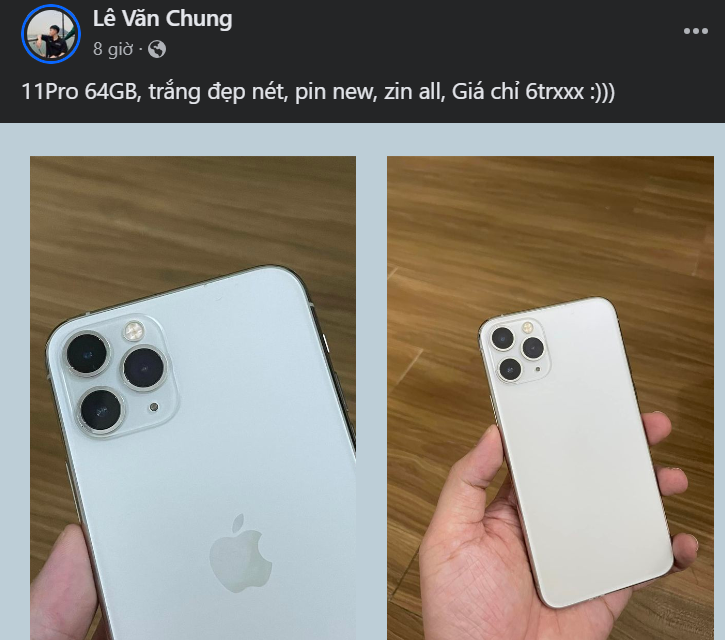 Lê Văn Chung
8 giờ ·
11Pro 64GB, trắng đẹp nét, pin new, zin all, Giá chỉ 6trxxx :)))